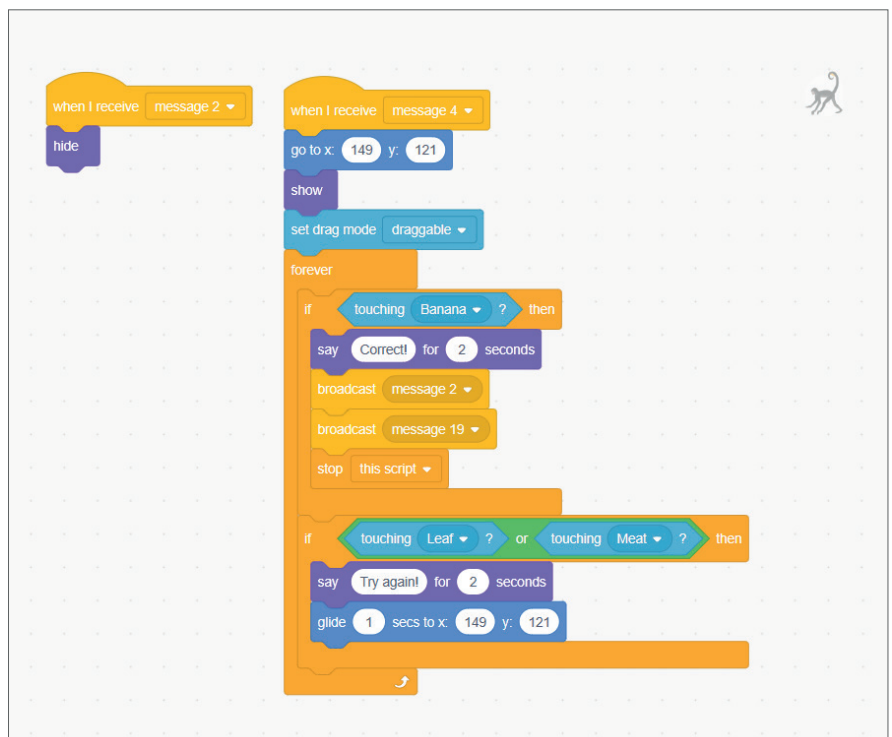 when I receive message 2
hide
when I receive message 4
go to x: 149 y: 121
show
set drag mode draggable
forever
if touching Banana ? then
say Correct! for 2 seconds
broadcast message 2
broadcast message 19
stop this script
if touching Leaf ? or touching Meat ? then
say Try again! for 2 seconds
glide 1 secs to x: 149 y: 121